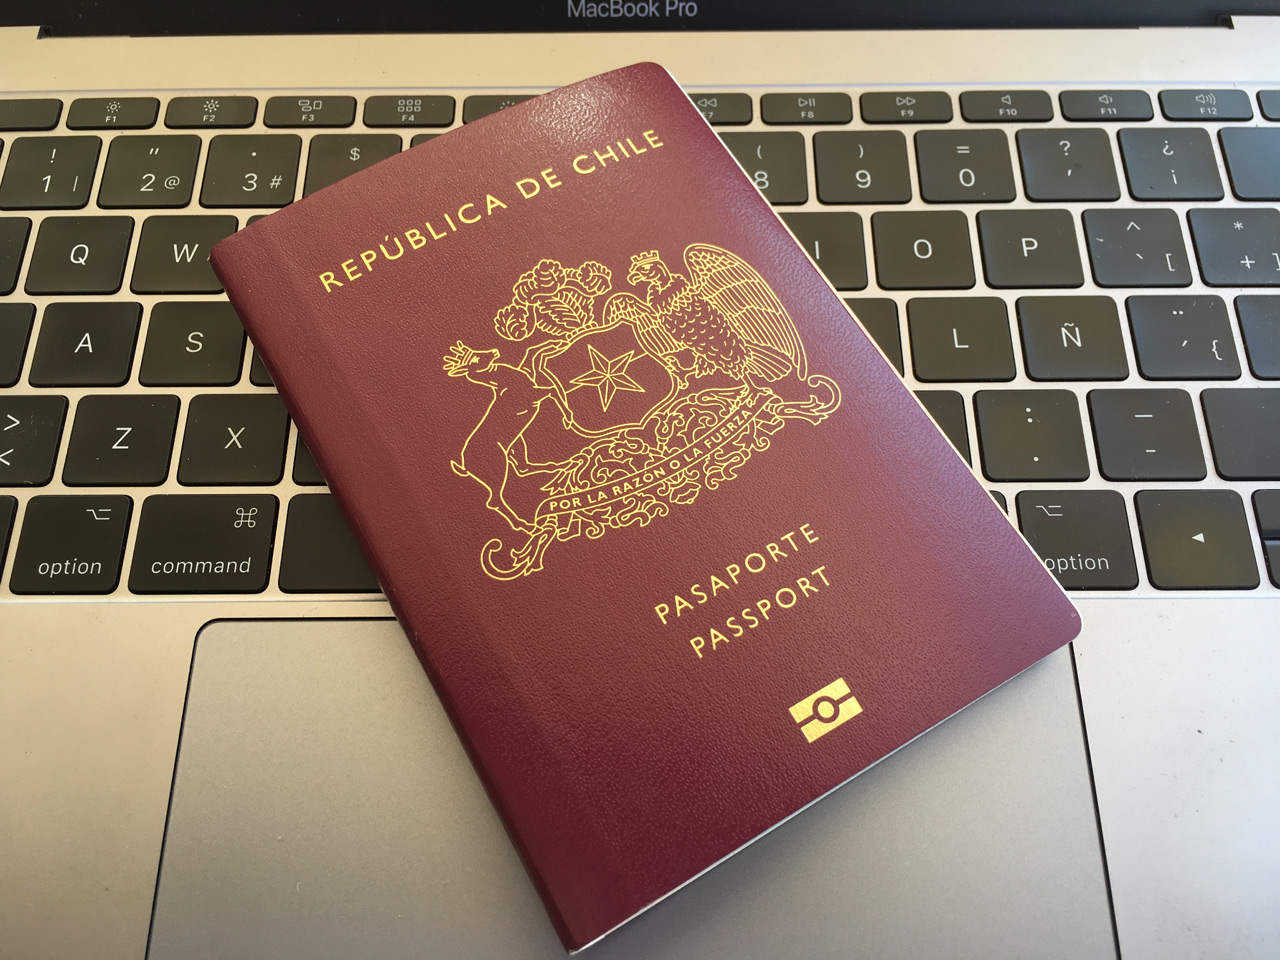 MacBook Pro
F1
F2
F3
F4
F7
F8
F9
F10
F11
F12
! 1 |
" 2 @
· 3 #
$
( 8
) 9
= 0
? '
¿ ¡
Q
W
I
O
P
^ ` [
* + ]
A
S
L
Ñ
¨ ´ {
> <
Z
X
: .
_ -
option
command
option
REPÚBLICA DE CHILE
POR LA RAZÓN O LA FUERZA
PASAPORTE
PASSPORT